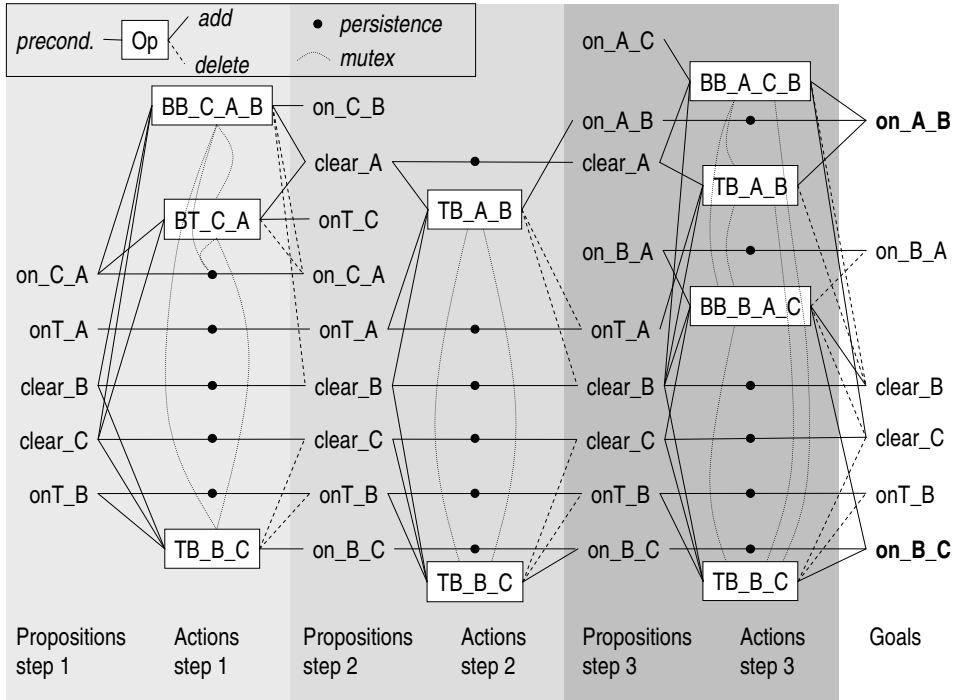 add
precond.
Op
delete
persistence
mutex
BB_C_A_B
BT_C_A
on_C_A
onT_A
clear_B
clear_C
onT_B
TB_B_C
Propositions
step 1
Actions
step 1
on_C_B
clear_A
onT_C
on_C_A
onT_A
clear_B
clear_C
onT_B
on_B_C
TB_A_B
TB_B_C
Propositions
step 2
Actions
step 2
on_A_C
on_A_B
clear_A
on_B_A
onT_A
clear_B
clear_C
onT_B
on_B_C
BB_A_C_B
TB_A_B
BB_B_A_C
TB_B_C
Propositions
step 3
Actions
step 3
on_A_B
on_B_A
clear_B
clear_C
onT_B
on_B_C
Goals